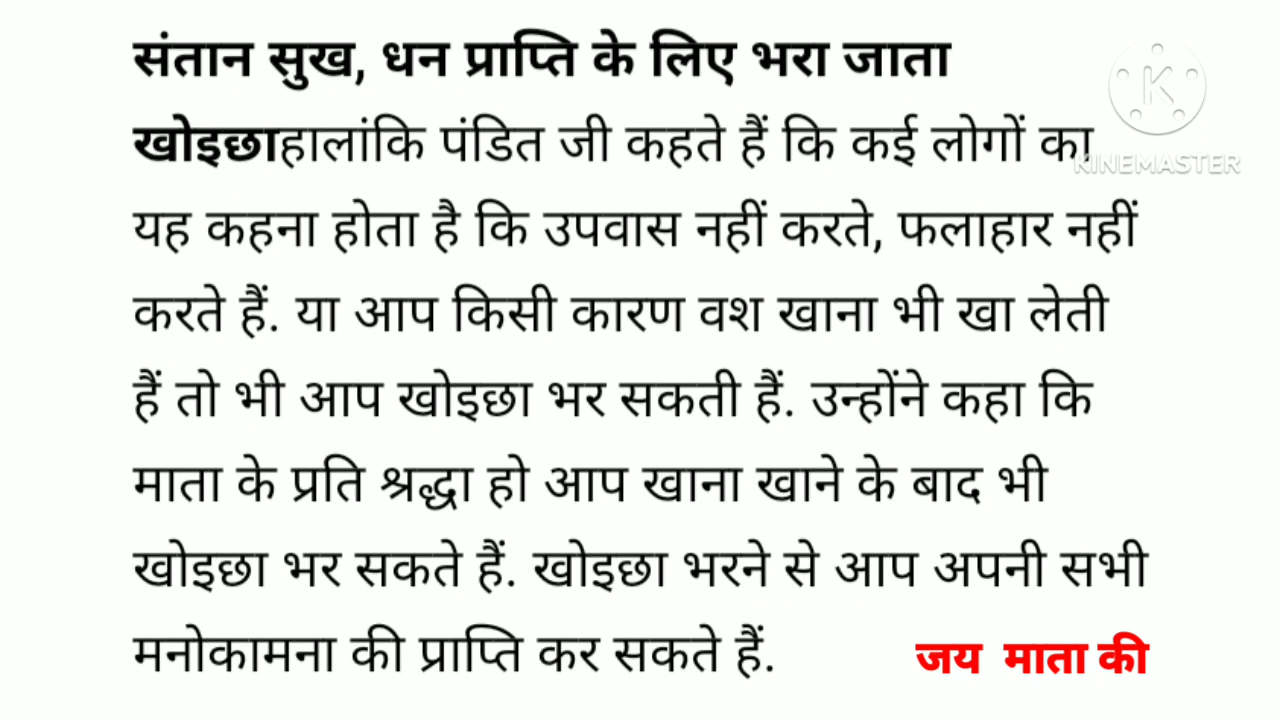 संतान सुख, धन प्राप्ति के लिए भरा जाता
खोइछाहालांकि पंडित जी कहते हैं कि कई लोगों का
KINEMASTER
यह कहना होता है कि उपवास नहीं करते, फलाहार नहीं
करते हैं. या आप किसी कारण वश खाना भी खा लेती
हैं तो भी आप खोइछा भर सकती हैं. उन्होंने कहा कि
माता के प्रति श्रद्धा हो आप खाना खाने के बाद भी
खोइछा भर सकते हैं. खोइछा भरने से आप अपनी सभी
मनोकामना की प्राप्ति कर सकते हैं.
जय माता की